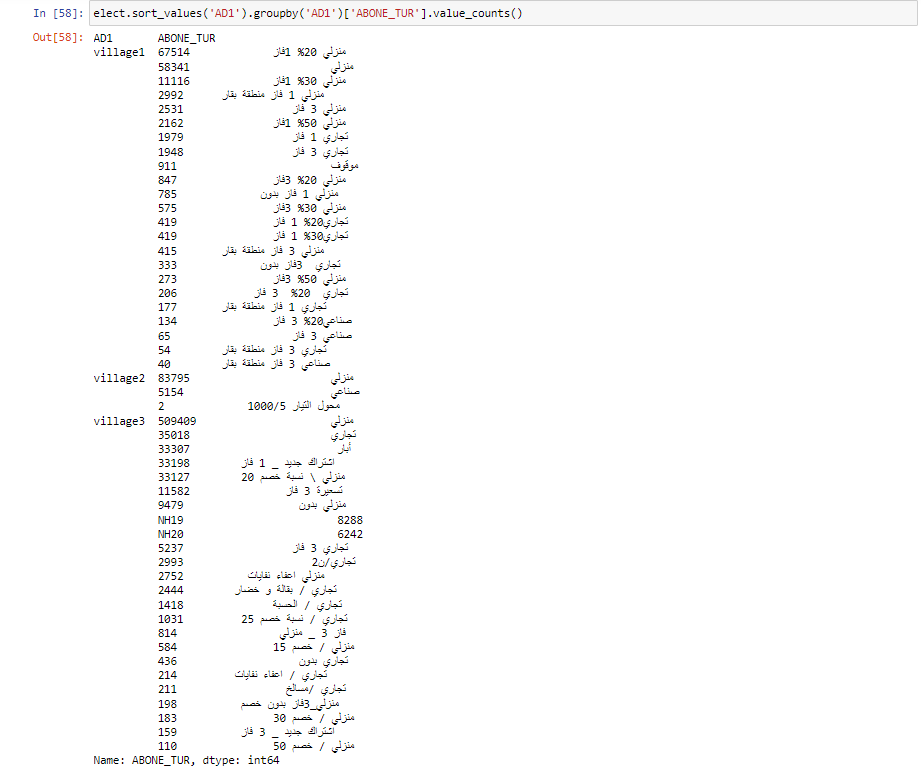 In [58]: elect.sort_values('AD1').groupby('AD1')['ABONE_TUR'].value_counts()
Out[58]: AD1 ABONE_TUR
village1 67514 منزلي 20% 1فاز
58341 منزلي
11116 منزلي 30% 1فاز
2992 منزلي 1 فاز منطقة بقار
2531 منزلي 3 فاز
2162 منزلي 50% 1فاز
1979 تجاري 1 فاز
1948 تجاري 3 فاز
911 موقوف
847 منزلي 20% 3فاز
785 منزلي 1 فاز بدون
575 منزلي 30% 3فاز
419 تجاري20% 1 فاز
419 تجاري30% 1 فاز
415 منزلي 3 فاز منطقة بقار
333 تجاري 3فاز بدون
273 منزلي 50% 3فاز
206 تجاري 20% 3 فاز
177 تجاري 1 فاز منطقة بقار
134 صناعي20% 3 فاز
65 صناعي 3 فاز
54 تجاري 3 فاز منطقة بقار
40 صناعي 3 فاز منطقة بقار
village2 83795 منزلي
5154 صناعي
2 محول التيار 1000/5
village3 509409 منزلي
35018 تجاري
33307 أبار
33198 اشتراك جديد _ 1 فاز
33127 منزلي \ نسبة خصم 20
11582 تسعيرة 3 فاز
9479 منزلي بدون
NH19 8288
NH20 6242
5237 تجاري 3 فاز
2993 تجاري/ن2
2752 منزلي اعفاء نفايات
2444 تجاري / بقالة و خضار
1418 تجاري / الحسبة
1031 تجاري / نسبة خصم 25
814 فاز 3 _ منزلي
584 منزلي / خصم 15
436 تجاري بدون
214 تجاري / اعفاء نفايات
211 تجاري /مسالخ
198 منزلي_3فاز بدون خصم
183 منزلي / خصم 30
159 اشتراك جديد _ 3 فاز
110 منزلي / خصم 50
Name: ABONE_TUR, dtype: int64